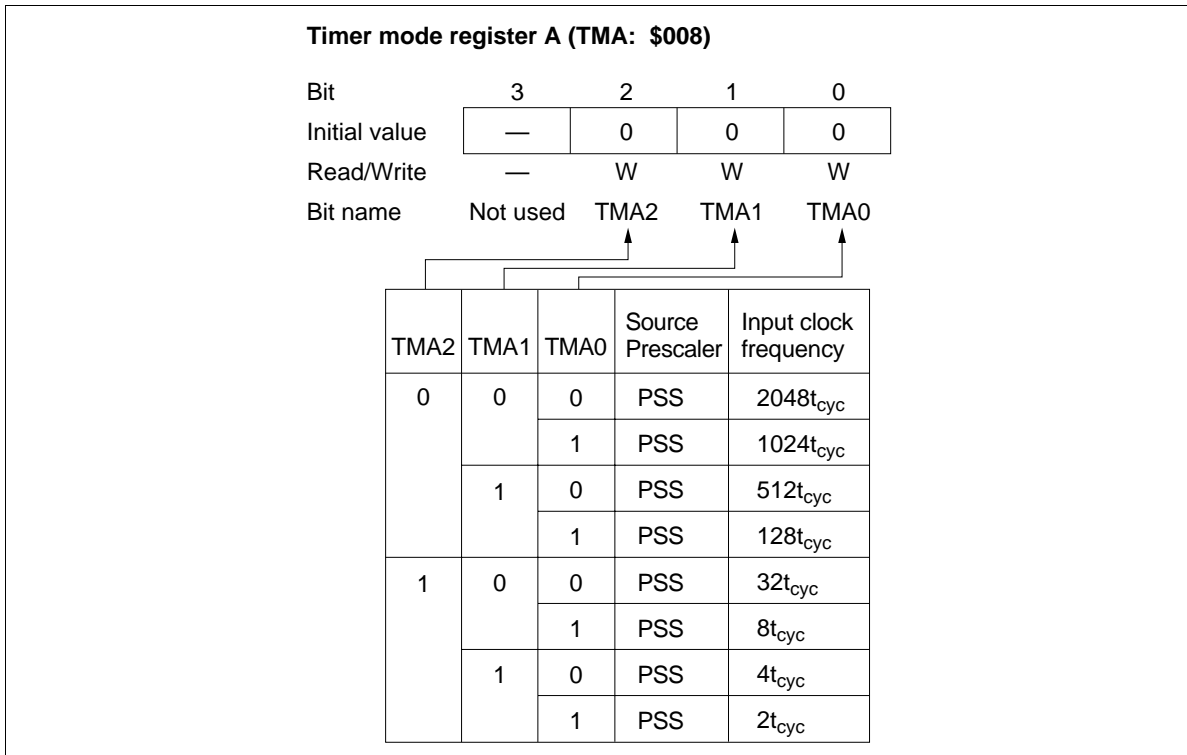 Timer mode register A (TMA: $008)
Bit 3 2 1 0
Initial value — 0 0 0
Read/Write — W W W
Bit name Not used TMA2 TMA1 TMA0
TMA2 TMA1 TMA0 Source Prescaler Input clock frequency
0 0 0 PSS 2048tcyc
1 PSS 1024tcyc
1 0 PSS 512tcyc
1 PSS 128tcyc
1 0 0 PSS 32tcyc
1 PSS 8tcyc
1 0 PSS 4tcyc
1 PSS 2tcyc